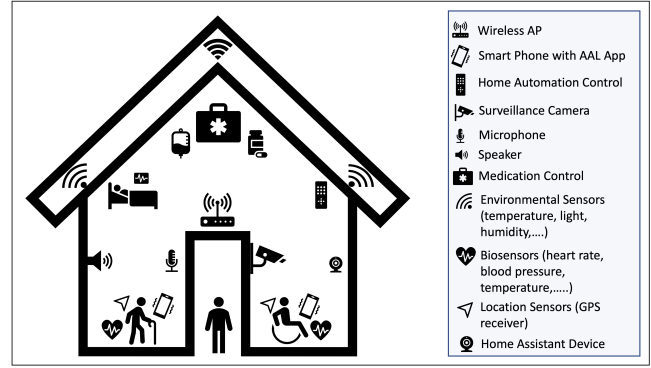 Wireless AP
Smart Phone with AAL App
Home Automation Control
Surveillance Camera
Microphone
Speaker
Medication Control
Environmental Sensors
(temperature, light,
humidity,....)
Biosensors (heart rate,
blood pressure,
temperature,.....)
Location Sensors (GPS
receiver)
Home Assistant Device